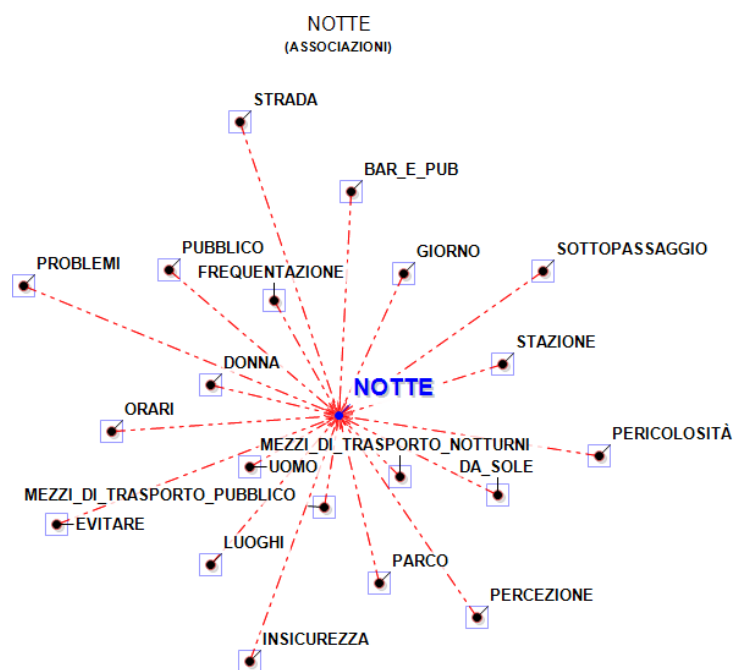 NOTTE
(ASSOCIAZIONI)
STRADA
BAR_E_PUB
PROBLEMI
PUBBLICO
FREQUENTAZIONE
GIORNO
SOTTOPASSAGGIO
STAZIONE
DONNA
NOTTE
ORARI
PERICOLOSITÀ
MEZZI_DI_TRASPORTO_NOTTURNI
UOMO
DA_SOLE
MEZZI_DI_TRASPORTO_PUBBLICO
EVITARE
LUOGHI
PARCO
PERCEZIONE
INSICUREZZA